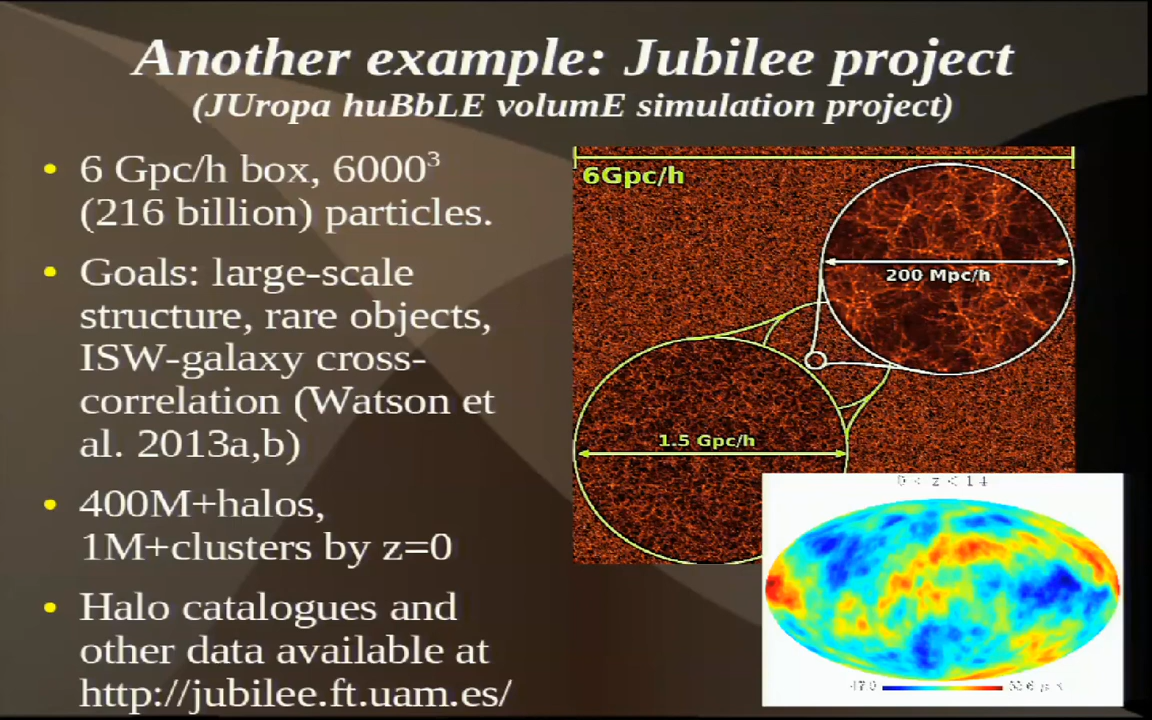 Another example: Jubilee project
(JUropa huBbLE volumE simulation project)
• 6 Gpc/h box, 6000³
(216 billion) particles.
• Goals: large-scale
structure, rare objects,
ISW-galaxy cross-
correlation (Watson et
al. 2013a,b)
• 400M+halos,
1M+clusters by z=0
• Halo catalogues and
other data available at
http://jubilee.ft.uam.es/
6Gpc/h
200 Mpc/h
1.5 Gpc/h